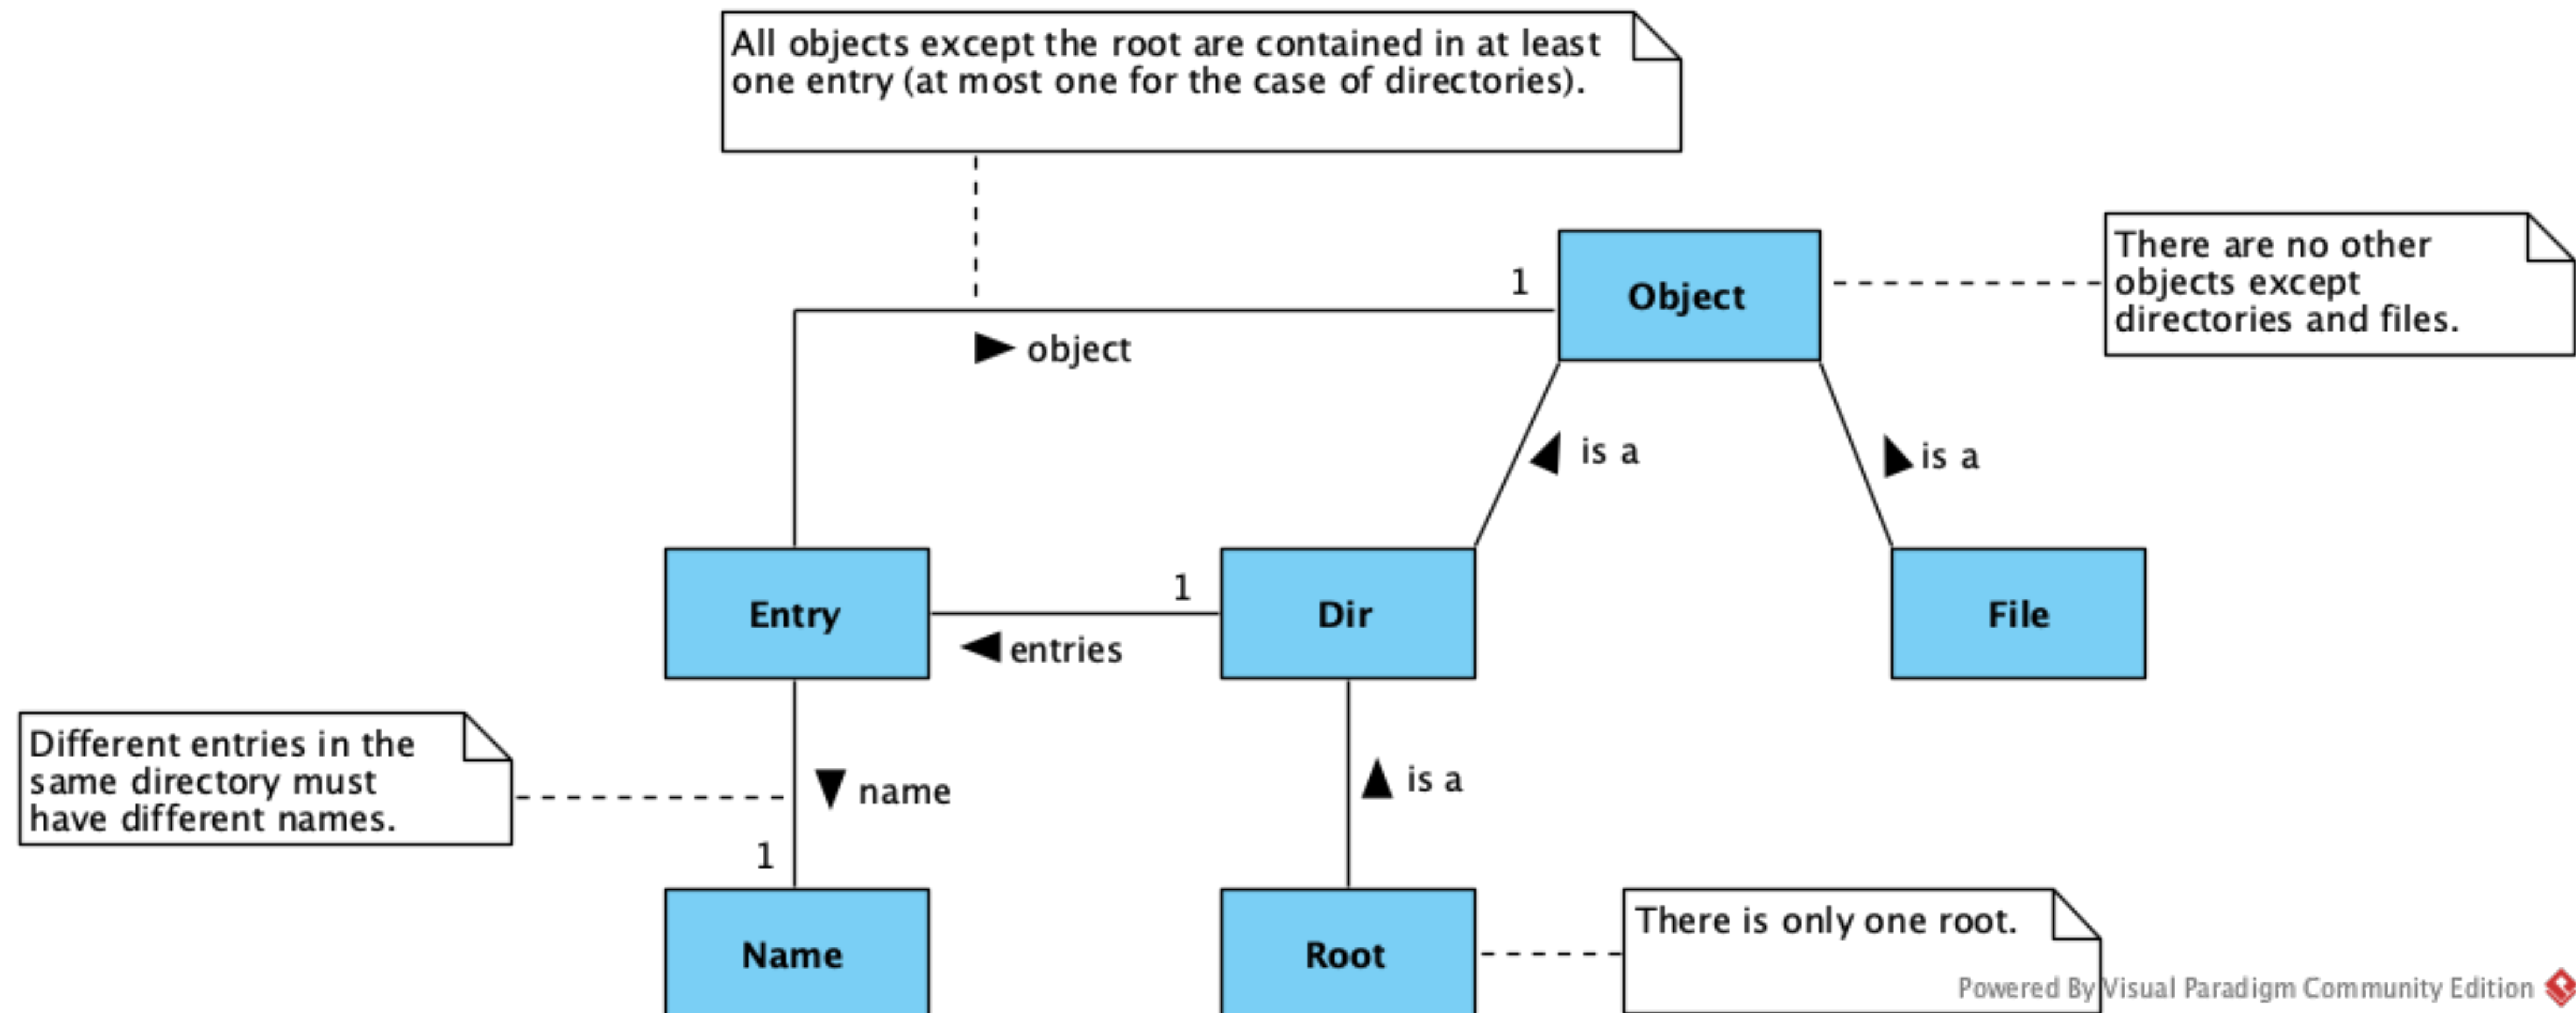 All objects except the root are contained in at least
one entry (at most one for the case of directories).
There are no other
objects except
directories and files.
1
Object
object
is a
is a
1
Entry
Dir
File
entries
Different entries in the
same directory must
have different names.
name
is a
1
Name
Root
There is only one root.
Powered By Visual Paradigm Community Edition